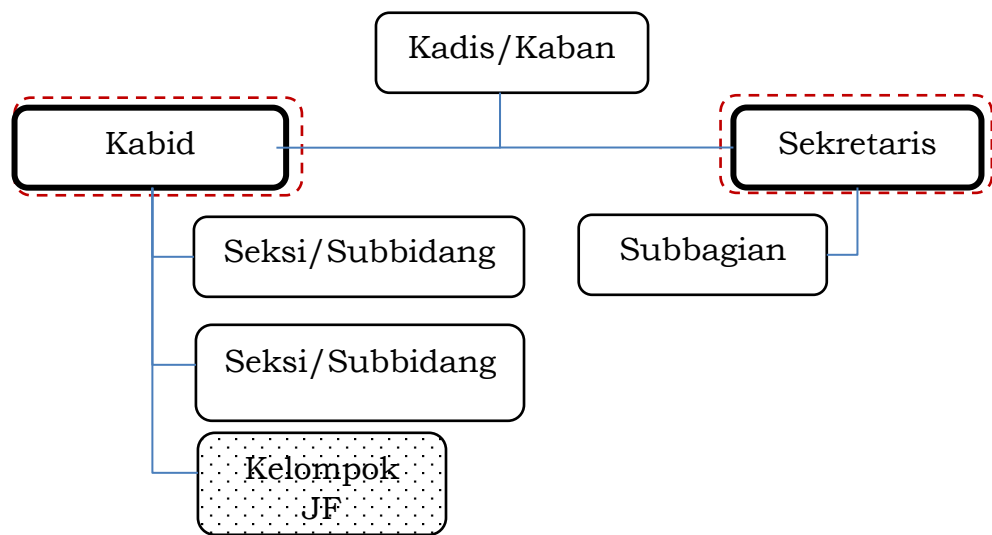 Kadis/Kaban
Kabid
Sekretaris
Seksi/Subbidang
Subbagian
Seksi/Subbidang
Kelompok
JF